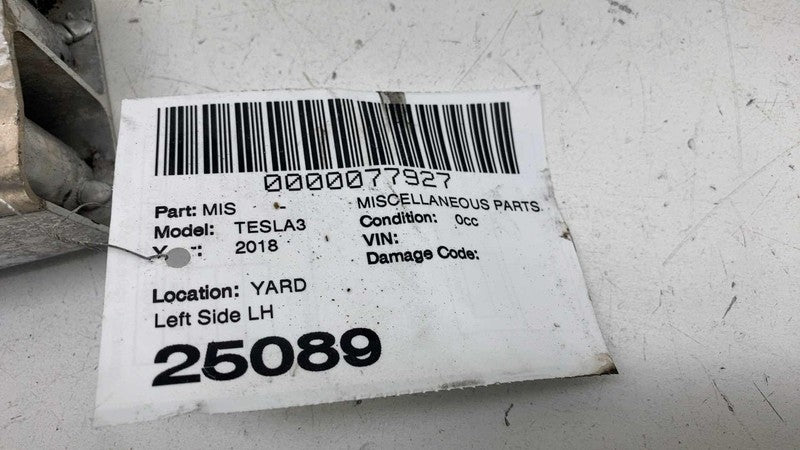 0000077927
Part: MIS - MISCELLANEOUS PARTS
Model: TESLA3 Condition: 0cc
2018 VIN:
Damage Code:
Location: YARD
Left Side LH
25089